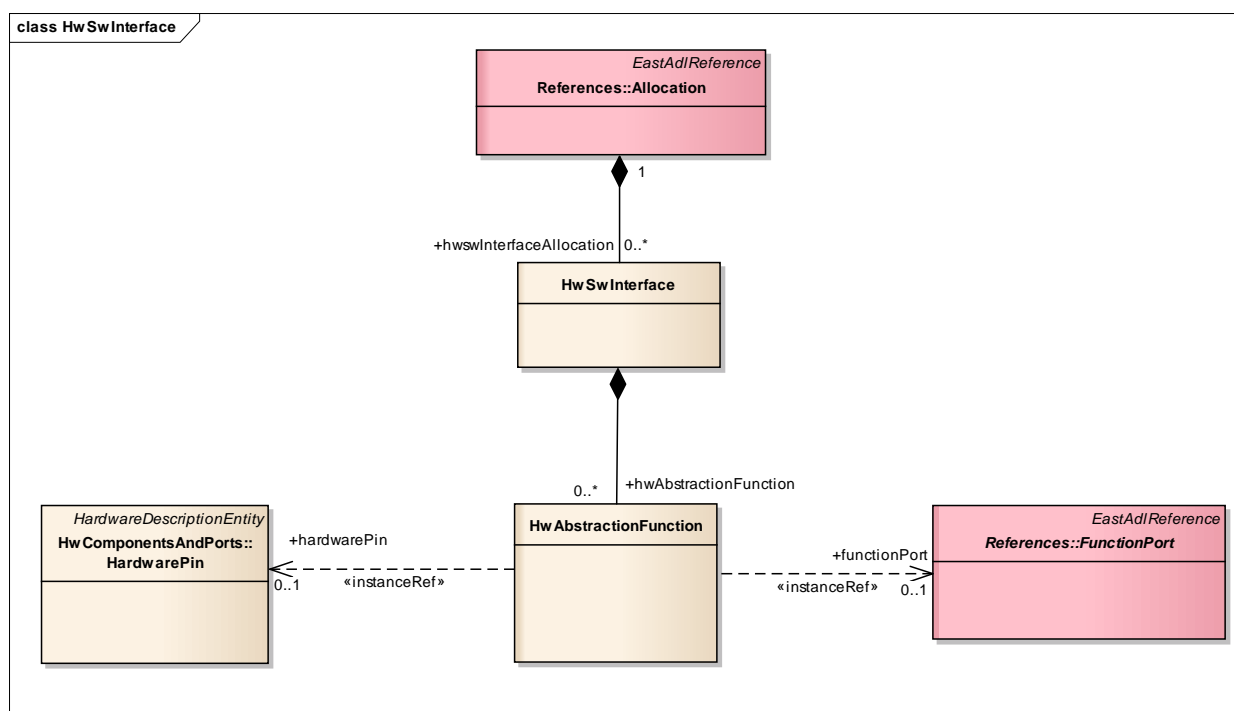 class HwSwInterface
EastAdlReference
References::Allocation
1
+hwswInterfaceAllocation 0..*
HwSwInterface
0..* +hwAbstractionFunction
HardwareDescriptionEntity
HwComponentsAndPorts::
HardwarePin
+hardwarePin
0..1
«instanceRef»
HwAbstractionFunction
+functionPort
«instanceRef» 0..1
EastAdlReference
References::FunctionPort